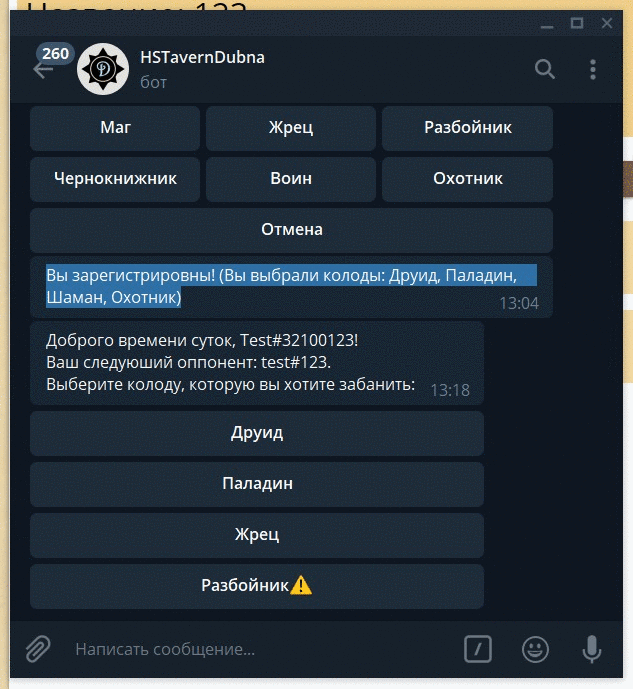 Название: 123
260
HSTavernDubna
бот
Маг
Жрец
Разбойник
Чернокнижник
Воин
Охотник
Отмена
Вы зарегистрировны! (Вы выбрали колоды: Друид, Паладин,
Шаман, Охотник)
13:04
Доброго времени суток, Test#32100123!
Ваш следуюший оппонент: test#123.
Выберите колоду, которую вы хотите забанить:
13:18
Друид
Паладин
Жрец
Разбойник⚠️
Написать сообщение...